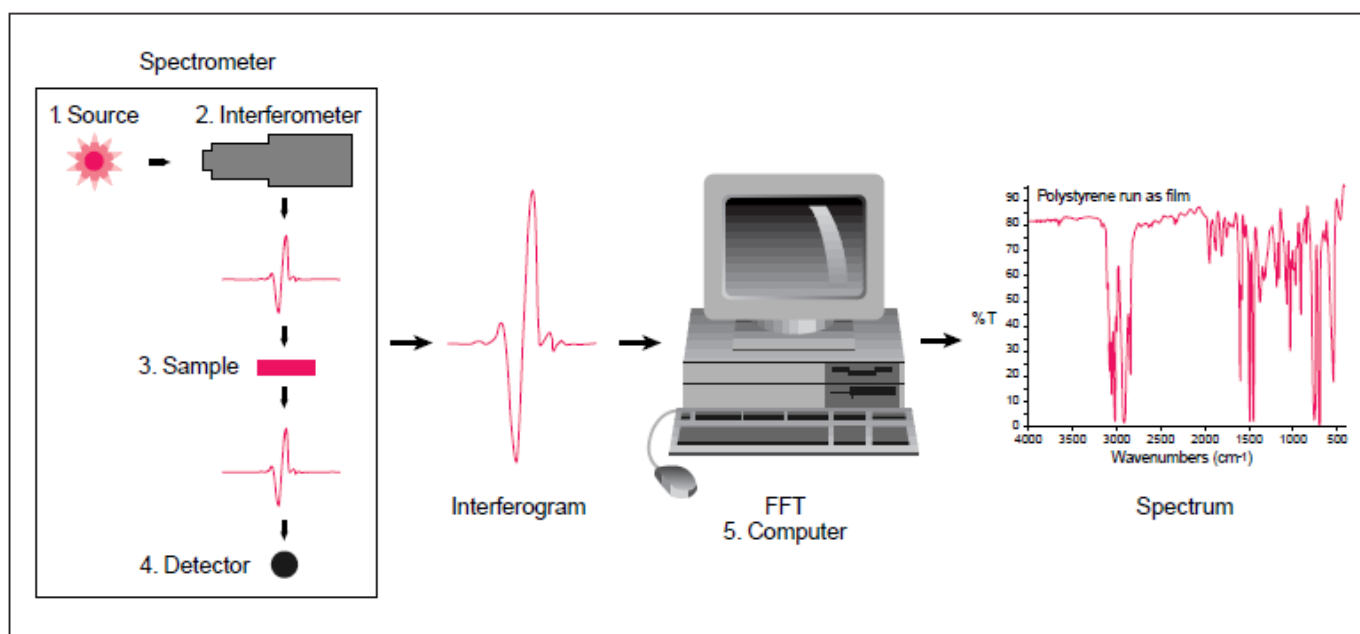 Spectrometer
1. Source
2. Interferometer
3. Sample
4. Detector
Interferogram
FFT
5. Computer
Polystyrene run as film
90
80
70
60
50
%T
40
30
20
10
0
4000 3500 3000 2500 2000 1500 1000 500
Wavenumbers (cm-1)
Spectrum